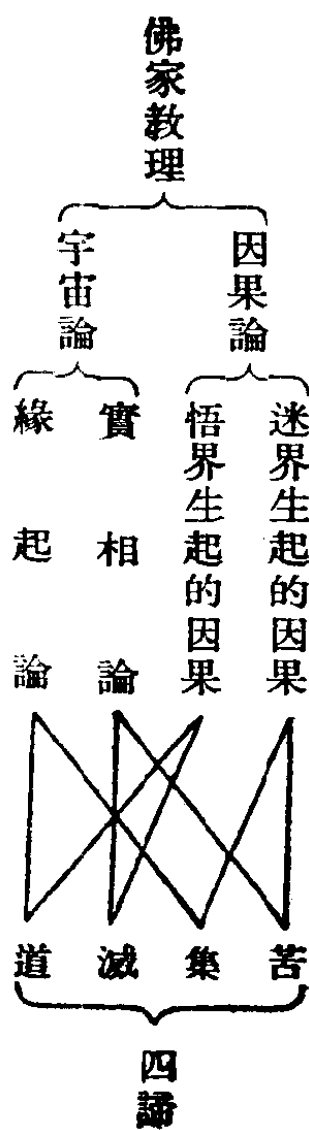 佛家教理
因果論
宇宙論
迷界生起的因果
悟界生起的因果
實相論
緣起論
苦
集
滅
道
四諦